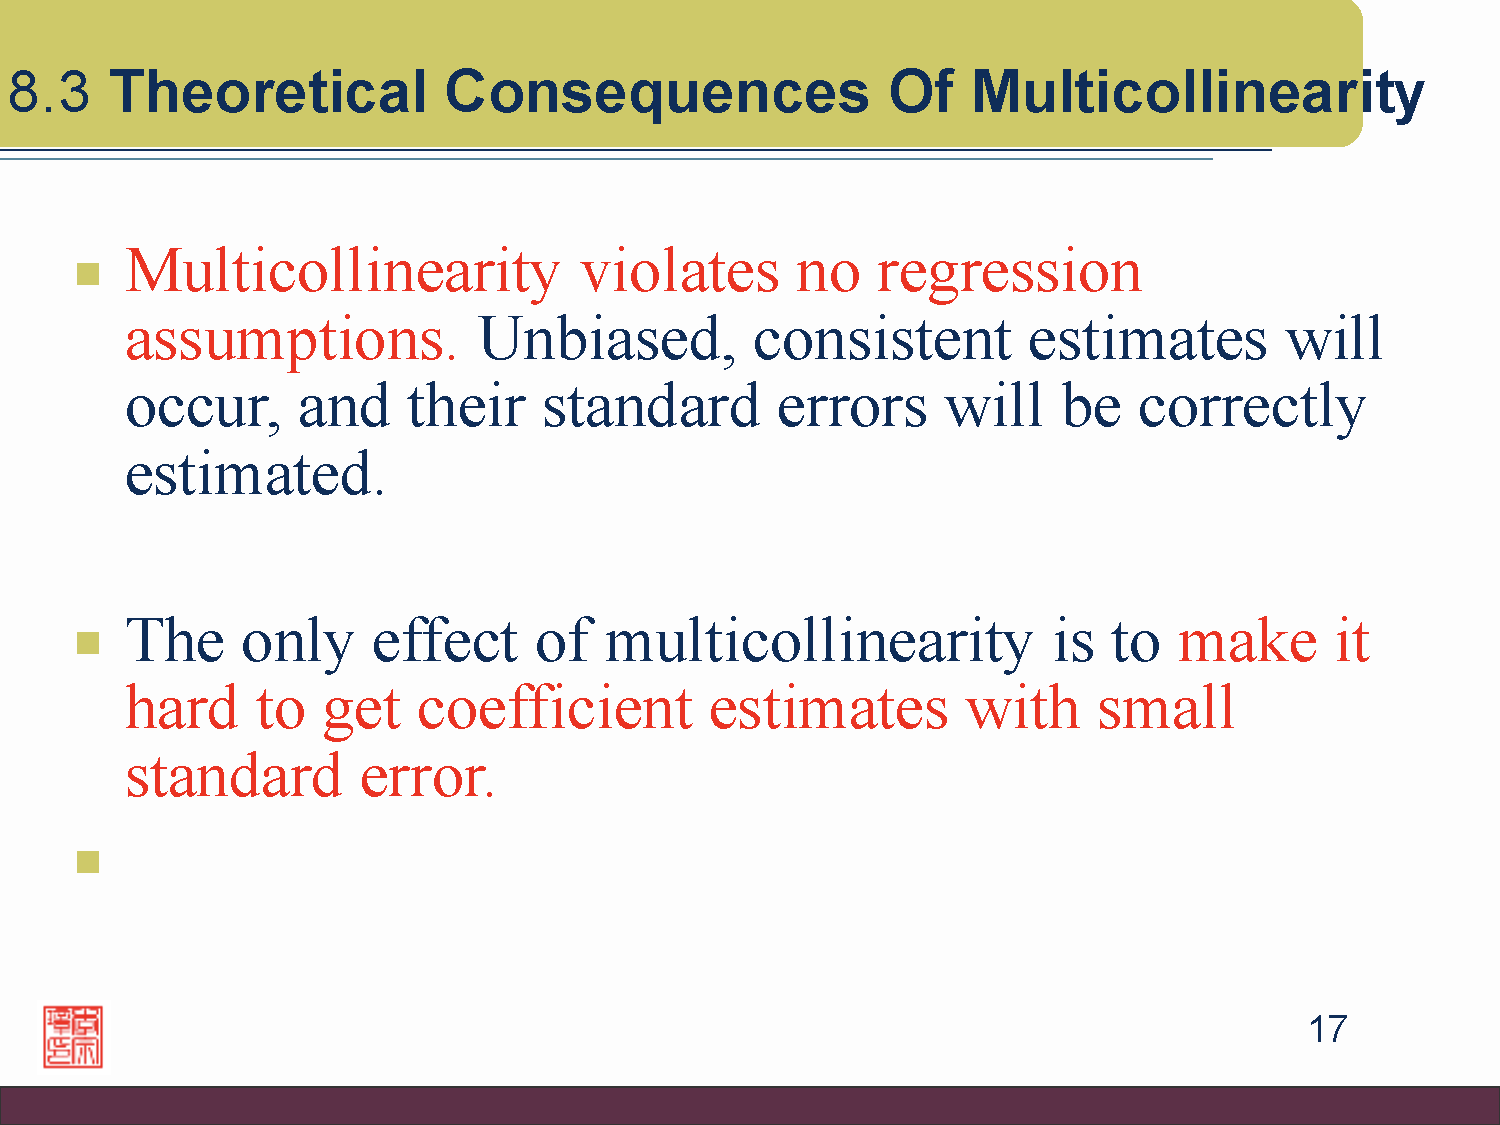 8.3 Theoretical Consequences Of Multicollinearity
Multicollinearity violates no regression
assumptions. Unbiased, consistent estimates will
occur, and their standard errors will be correctly
estimated.
The only effect of multicollinearity is to make it
hard to get coefficient estimates with small
standard error.
17